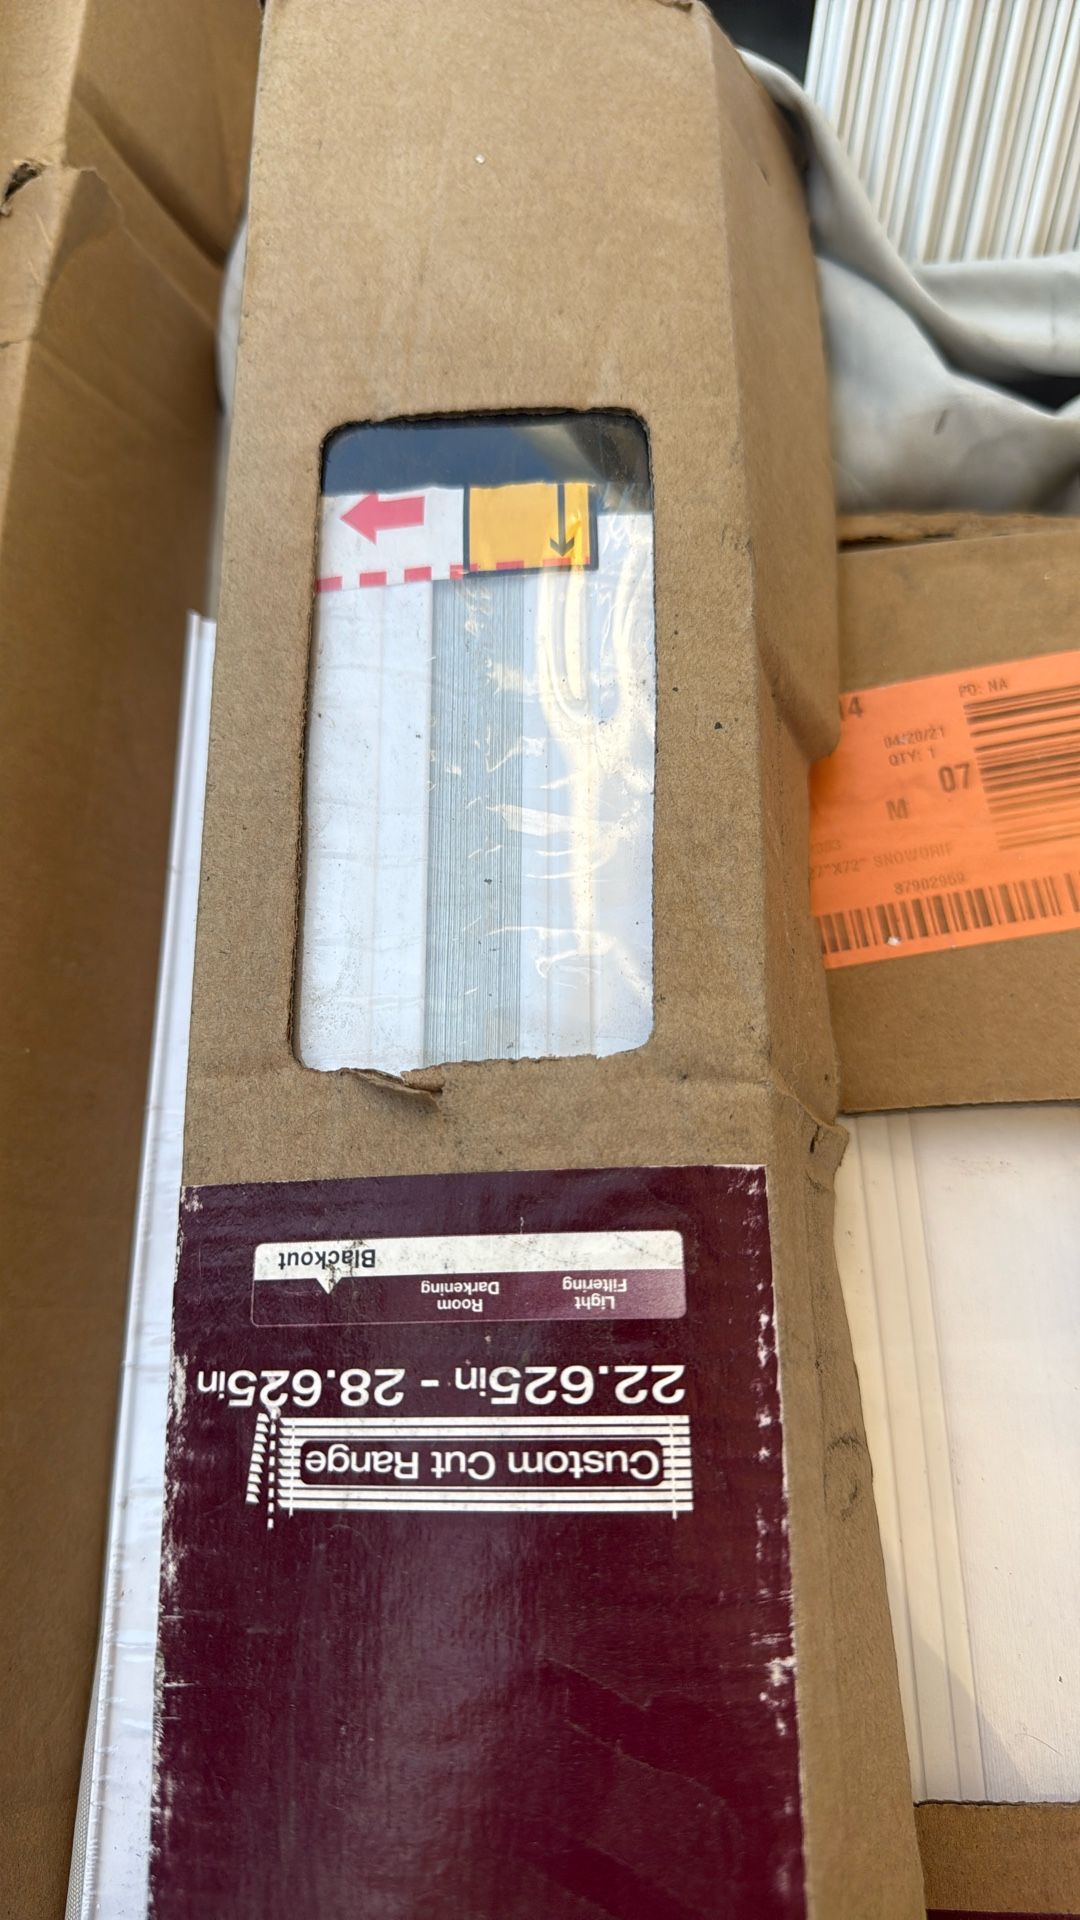 Custom Cut Range
22.625in - 28.625in
Light
Filtering
Room
Darkening
Blackout
14
PO: NA
04/20/21
QTY: 1
M 07
27"X72" SNOWDRIF
87902969